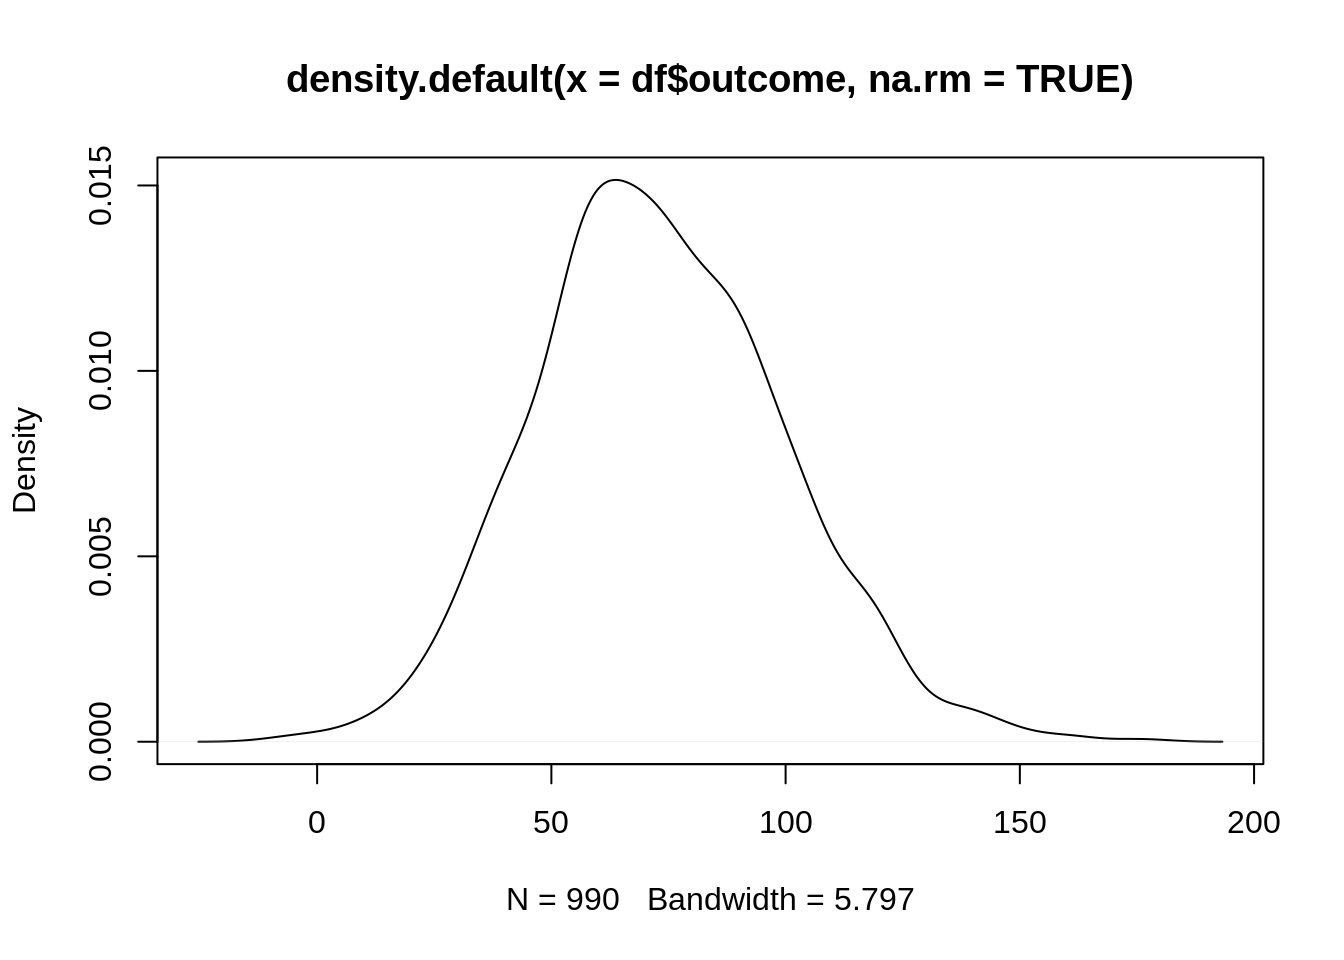 density.default(x = df$outcome, na.rm = TRUE)
Density
0.015
0.010
0.005
0.000
0 50 100 150 200
N = 990 Bandwidth = 5.797